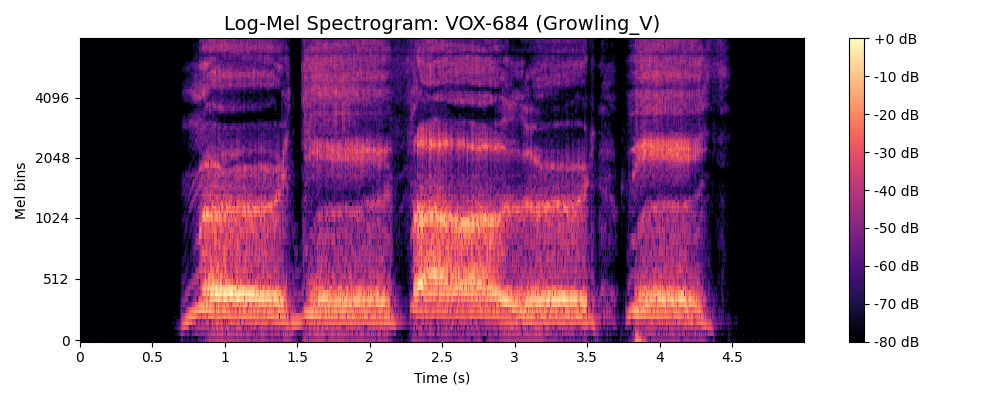 Log-Mel Spectrogram: VOX-684 (Growling_V)
Mel bins
4096
2048
1024
512
0
0 0.5 1 1.5 2 2.5 3 3.5 4 4.5
Time (s)
+0 dB
-10 dB
-20 dB
-30 dB
-40 dB
-50 dB
-60 dB
-70 dB
-80 dB